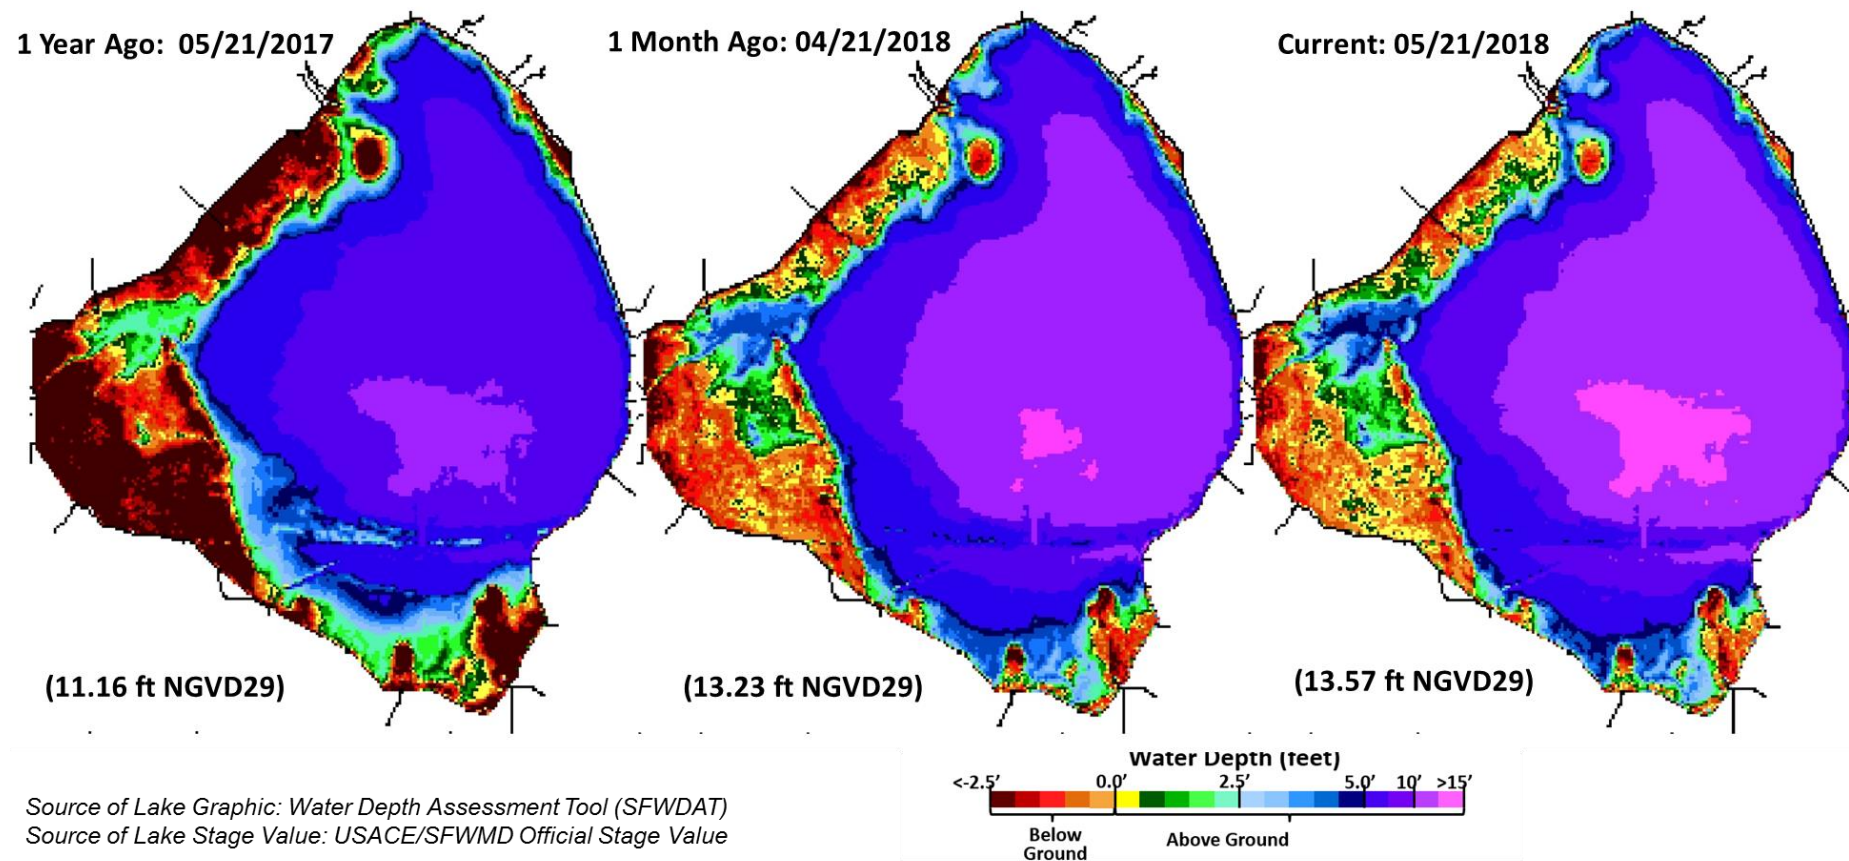 1 Year Ago: 05/21/2017
1 Month Ago: 04/21/2018
Current: 05/21/2018
(11.16 ft NGVD29)
(13.23 ft NGVD29)
(13.57 ft NGVD29)
Water Depth (feet)
<-2.5' 0.0' 2.5' 5.0' 10' >15'
Below
Ground
Above Ground
Source of Lake Graphic: Water Depth Assessment Tool (SFWDAT)
Source of Lake Stage Value: USACE/SFWMD Official Stage Value